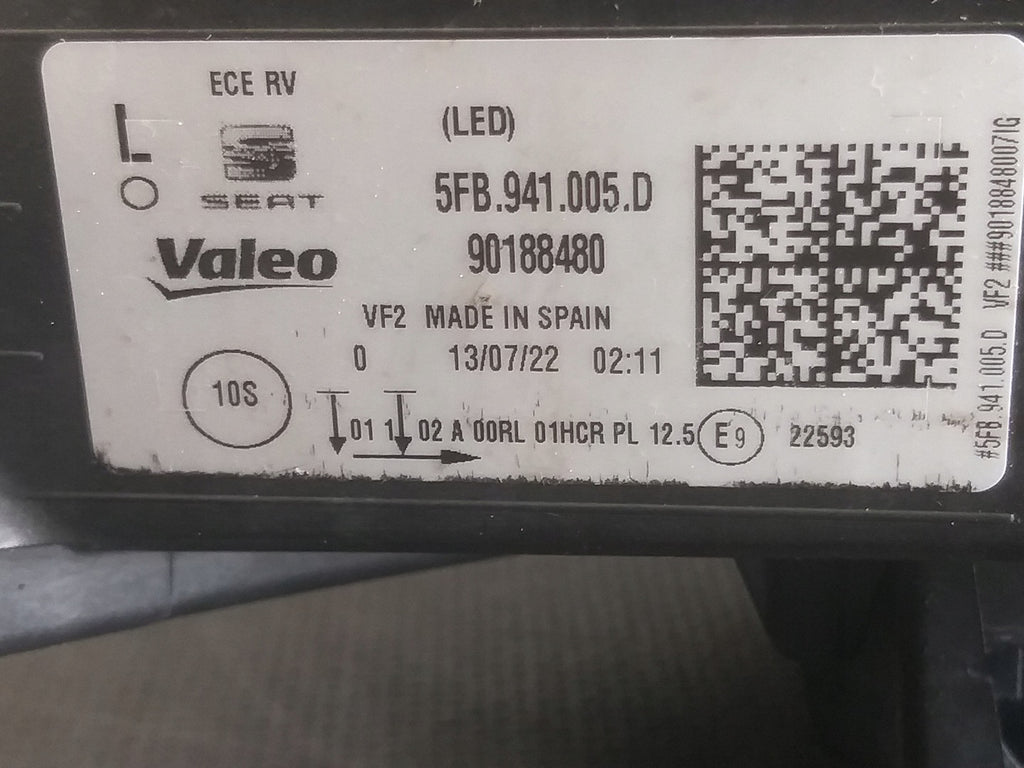 ECE RV
L
O
SEAT
Valeo
(LED)
5FB.941.005.D
90188480
VF2 MADE IN SPAIN
0 13/07/22 02:11
10S
01 1 02 A 00RL 01HCR PL 12.5 E9 22593
#5FB.941.005.D VF2 ###9018848007IG